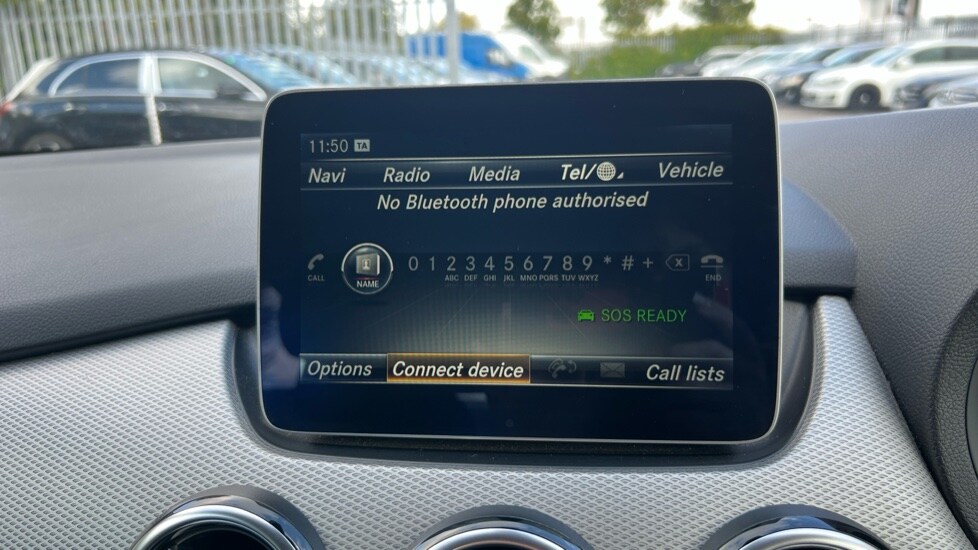 11:50 TA
Navi Radio Media Tel/ Vehicle
No Bluetooth phone authorised
0 1 2 3 4 5 6 7 8 9 * # +
CALL NAME ABC DEF GHI JKL MNO PQRS TUV WXYZ END
SOS READY
Options Connect device Call lists